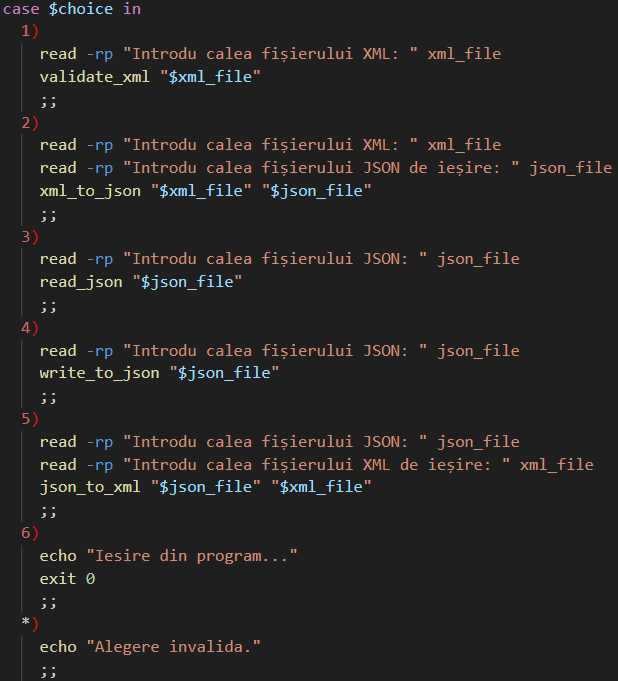 case $choice in
1)
read -rp "Introdu calea fișierului XML: " xml_file
validate_xml "$xml_file"
;;
2)
read -rp "Introdu calea fișierului XML: " xml_file
read -rp "Introdu calea fișierului JSON de ieșire: " json_file
xml_to_json "$xml_file" "$json_file"
;;
3)
read -rp "Introdu calea fișierului JSON: " json_file
read_json "$json_file"
;;
4)
read -rp "Introdu calea fișierului JSON: " json_file
write_to_json "$json_file"
;;
5)
read -rp "Introdu calea fișierului JSON: " json_file
read -rp "Introdu calea fișierului XML de ieșire: " xml_file
json_to_xml "$json_file" "$xml_file"
;;
6)
echo "Iesire din program..."
exit 0
;;
*)
echo "Alegere invalida."
;;